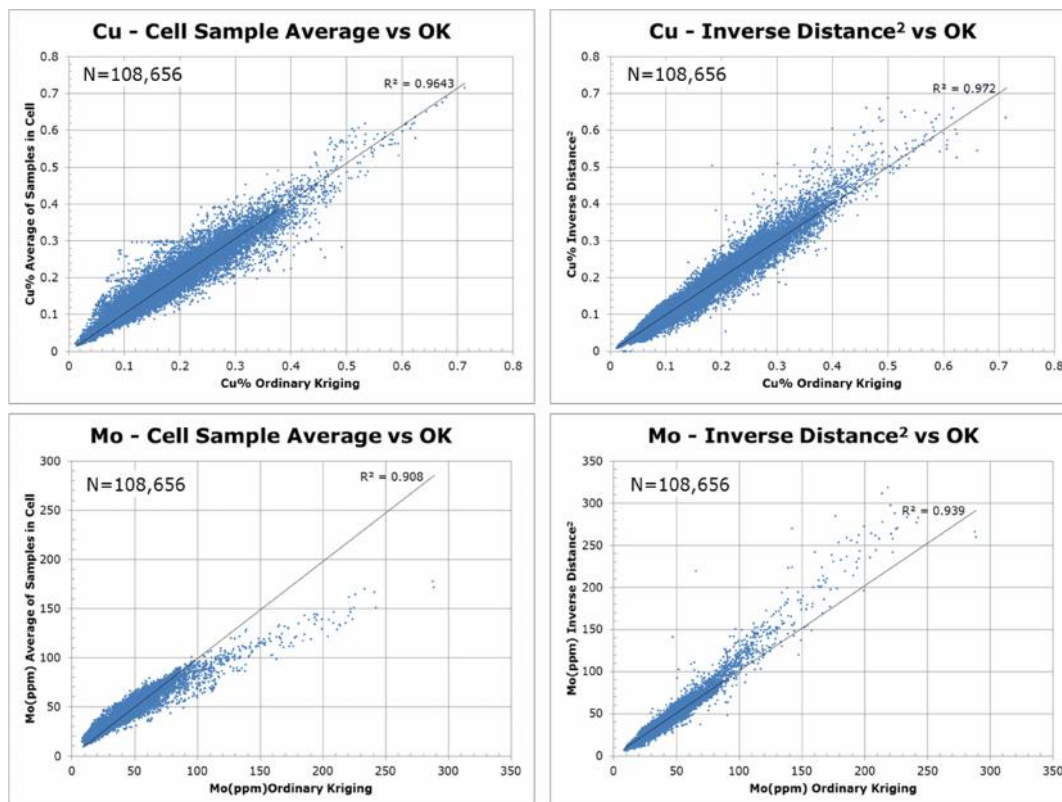 Cu - Cell Sample Average vs OK
N=108,656
R² = 0.9643
0.8
0.7
0.6
0.5
0.4
0.3
0.2
0.1
0
Cu% Average of Samples in Cell
0 0.1 0.2 0.3 0.4 0.5 0.6 0.7 0.8
Cu% Ordinary Kriging
Cu - Inverse Distance² vs OK
N=108,656
R² = 0.972
0.8
0.7
0.6
0.5
0.4
0.3
0.2
0.1
0
Cu% Inverse Distance²
0 0.1 0.2 0.3 0.4 0.5 0.6 0.7 0.8
Cu% Ordinary Kriging
Mo - Cell Sample Average vs OK
N=108,656
R² = 0.908
300
250
200
150
100
50
0
Mo(ppm) Average of Samples in Cell
0 50 100 150 200 250 300 350
Mo(ppm)Ordinary Kriging
Mo - Inverse Distance² vs OK
N=108,656
R² = 0.939
350
300
250
200
150
100
50
0
Mo(ppm) Inverse Distance²
0 50 100 150 200 250 300 350
Mo(ppm) Ordinary Kriging